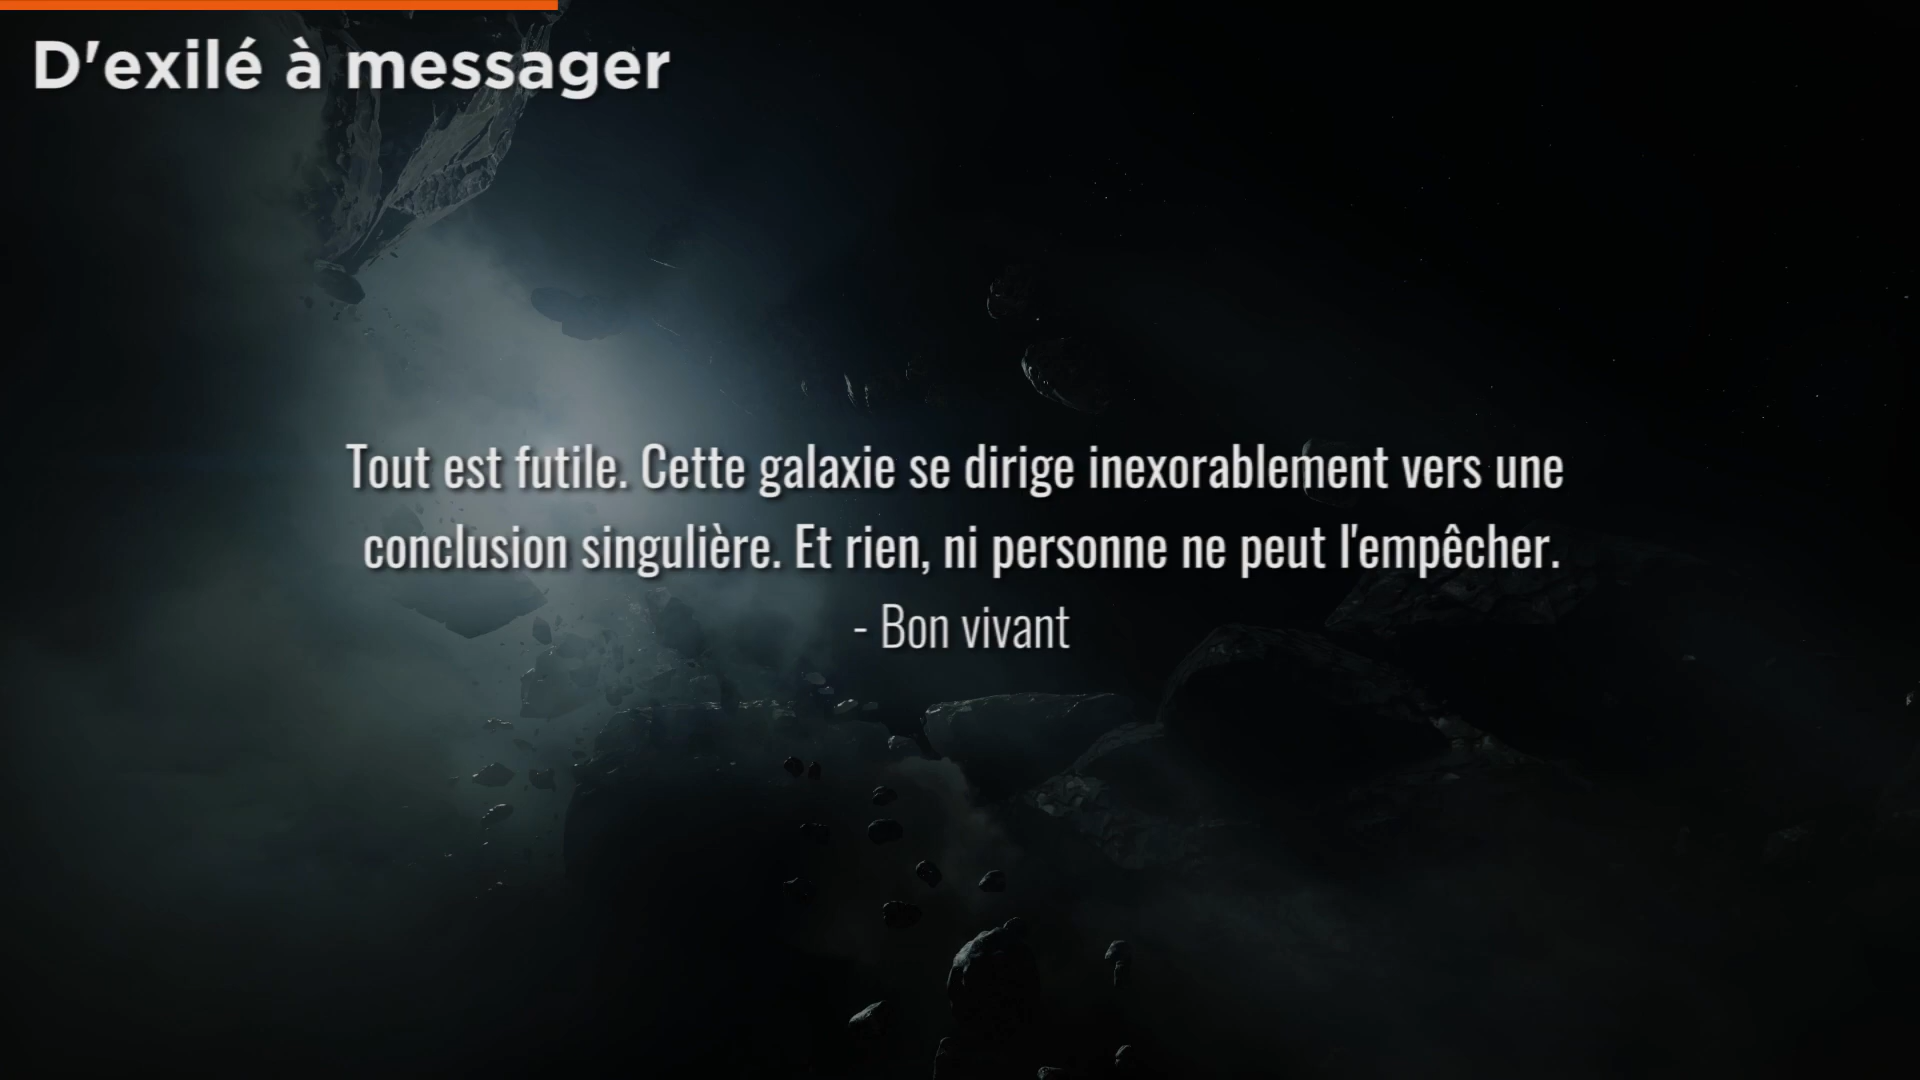 D'exilé à messager
Tout est futile. Cette galaxie se dirige inexorablement vers une
conclusion singulière. Et rien, ni personne ne peut l'empêcher.
- Bon vivant